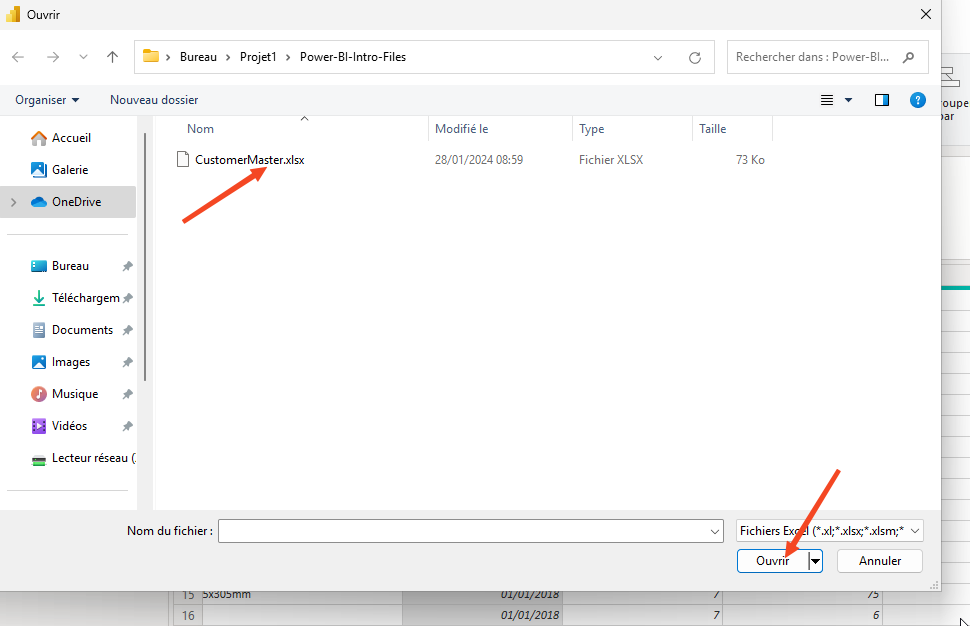 Ouvrir
Bureau Projet1 Power-BI-Intro-Files
Rechercher dans : Power-BI...
Organiser Nouveau dossier
?
oupe
par
Accueil
Galerie
OneDrive
Bureau
Téléchargem
Documents
Images
Musique
Vidéos
Lecteur réseau (
Nom Modifié le Type Taille
CustomerMaster.xlsx 28/01/2024 08:59 Fichier XLSX 73 Ko
Nom du fichier : Fichiers Excel (*.xl;*.xlsx;*.xlsm;*
Ouvrir Annuler
15 5x305mm 01/01/2018 7 75
16 01/01/2018 7 6